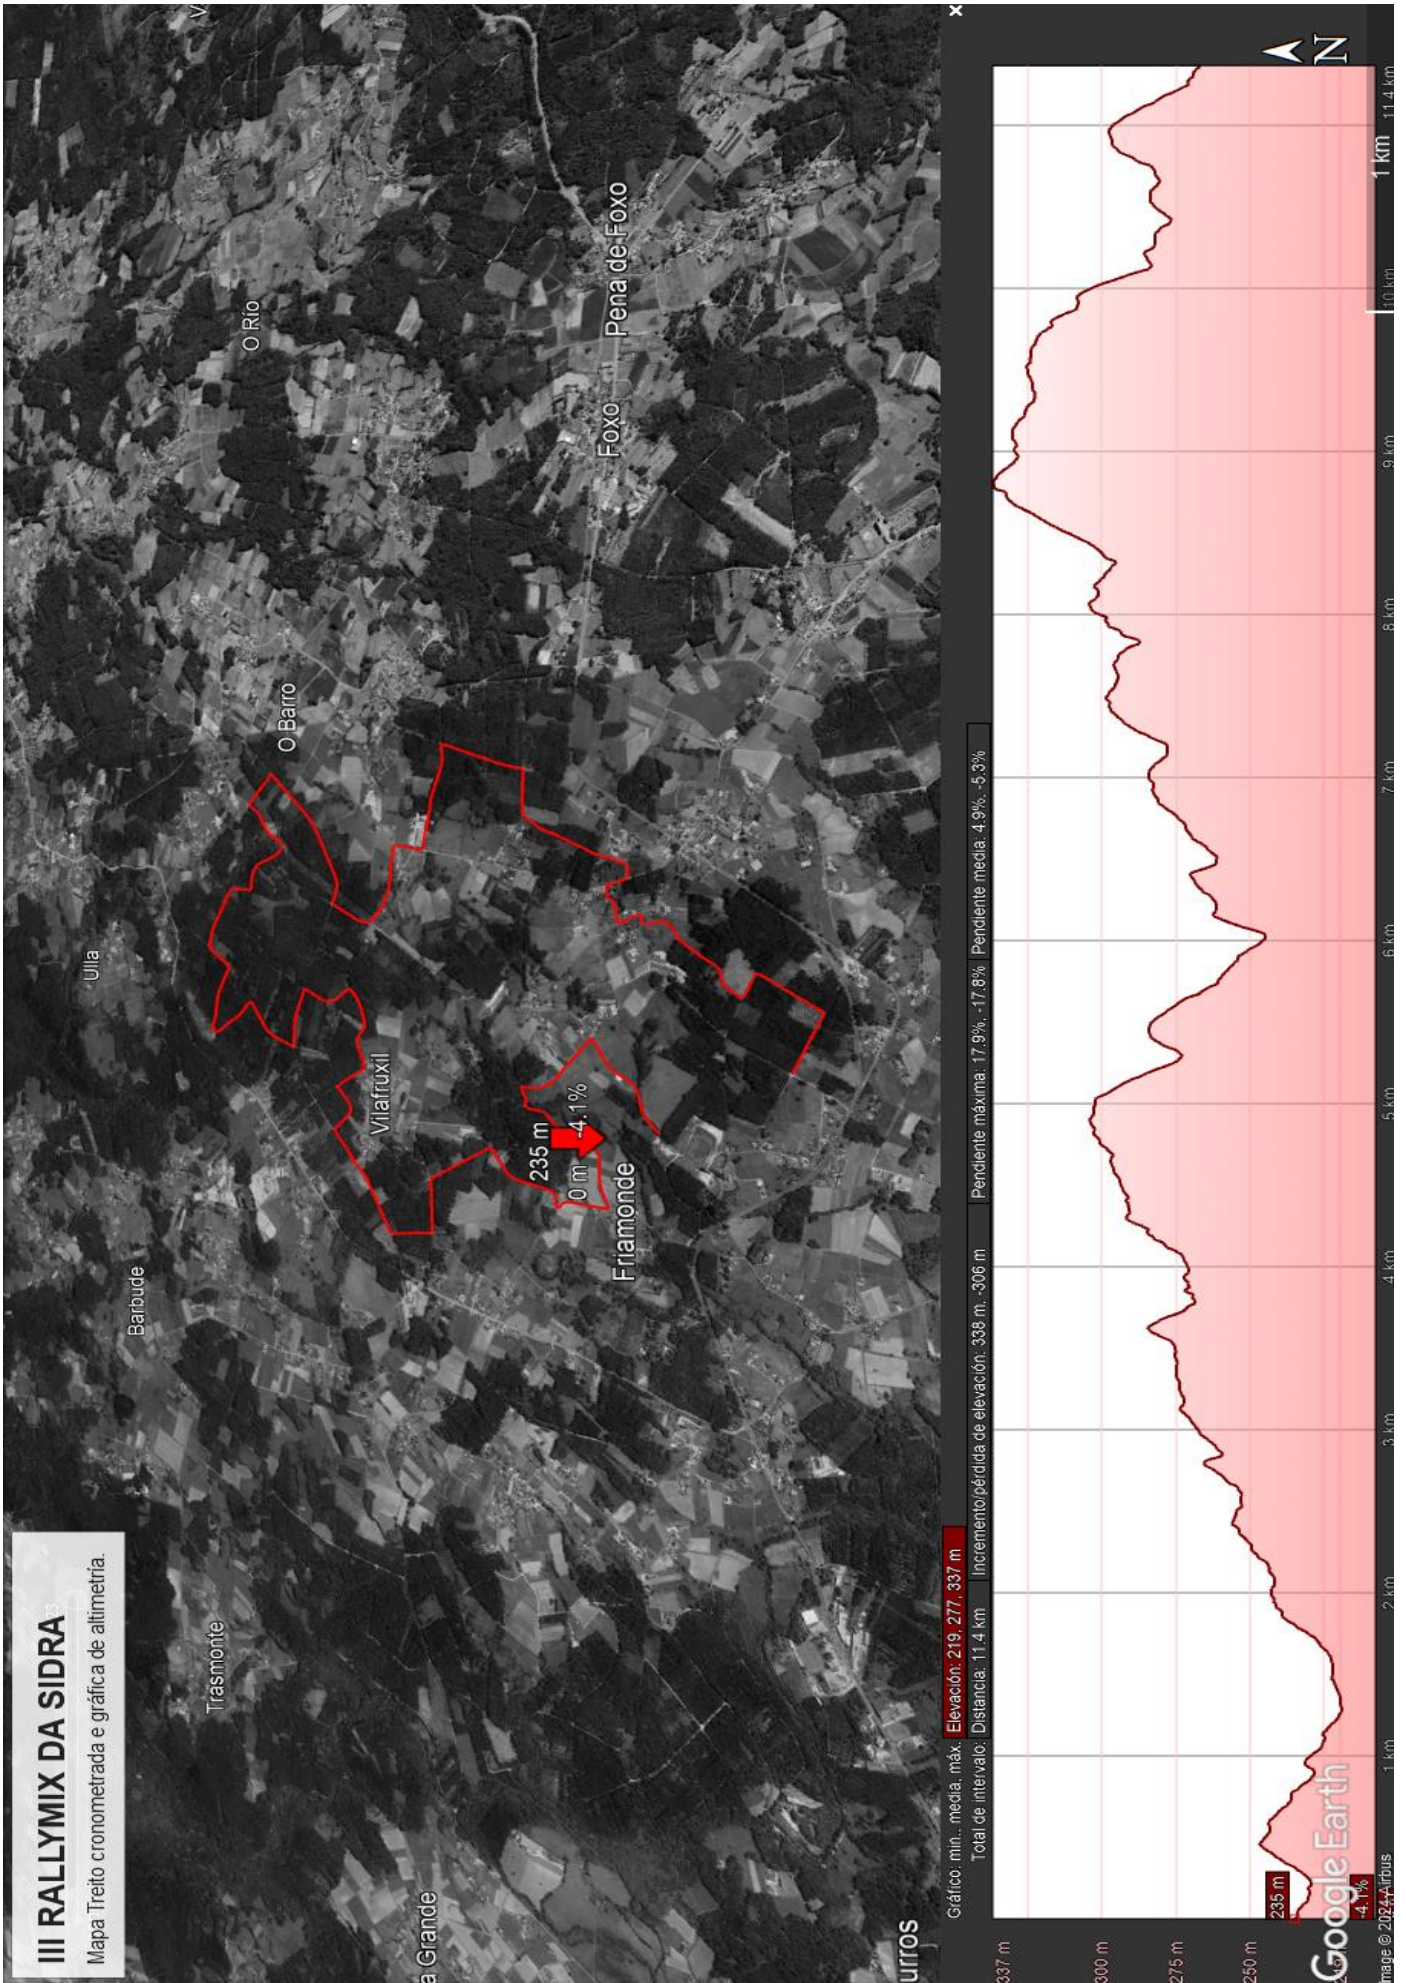 III RALLYMIX DA SIDRA
Mapa Treito cronometrada e gráfica de altimetría.
Trasmonte
Barbude
Ulla
O Barro
O Río
Vilafruxil
235 m
0 m
-4.1%
Friamonde
Foxo
Pena de Foxo
a Grande
urros
Gráfico: mín., media, máx.
Elevación: 219, 277, 337 m
Total de intervalo:
Distancia: 11.4 km
Incremento/pérdida de elevación: 338 m, -306 m
Pendiente máxima: 17.9%, -17.8%
Pendiente media: 4.9%, -5.3%
N
337 m
300 m
275 m
250 m
235 m
-4.1%
1 km
2 km
3 km
4 km
5 km
6 km
7 km
8 km
9 km
10 km
11.4 km
1 km
Google Earth
mage © 2024 Airbus